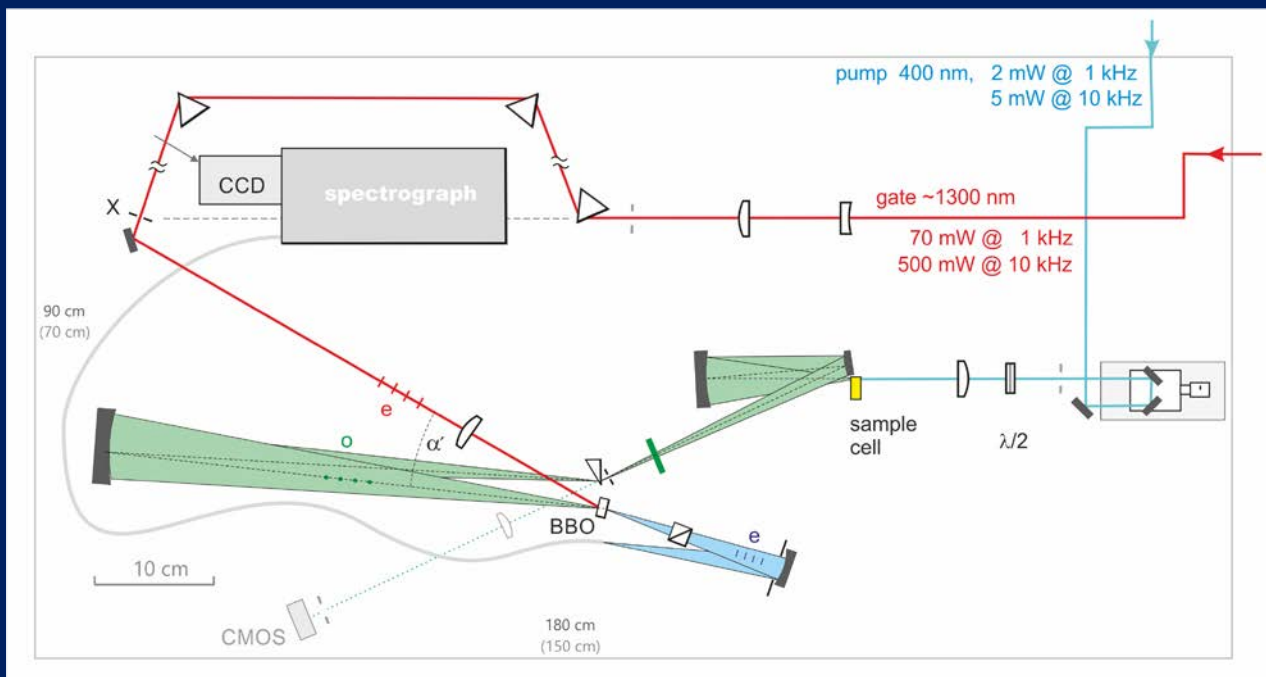 pump 400 nm, 2 mW @ 1 kHz
5 mW @ 10 kHz
CCD
spectrograph
X
gate ~1300 nm
70 mW @ 1 kHz
500 mW @ 10 kHz
90 cm
(70 cm)
e
α′
o
sample
cell
λ/2
BBO
e
10 cm
CMOS
180 cm
(150 cm)